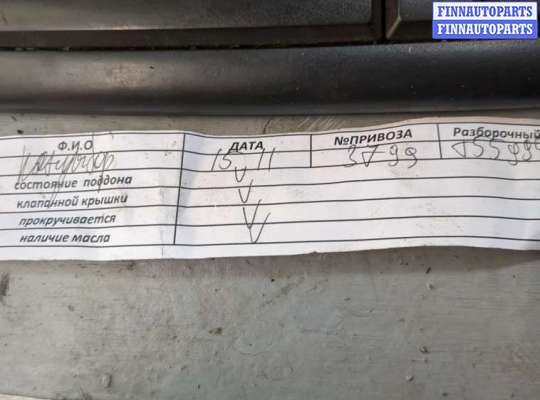 FINNAUTOPARTS
FINNAUTOPARTS
Ф.И.О ДАТА №ПРИВОЗА Разборочный
15 11 3799
состояние поддона
клапанной крышки
прокручивается
наличие масла